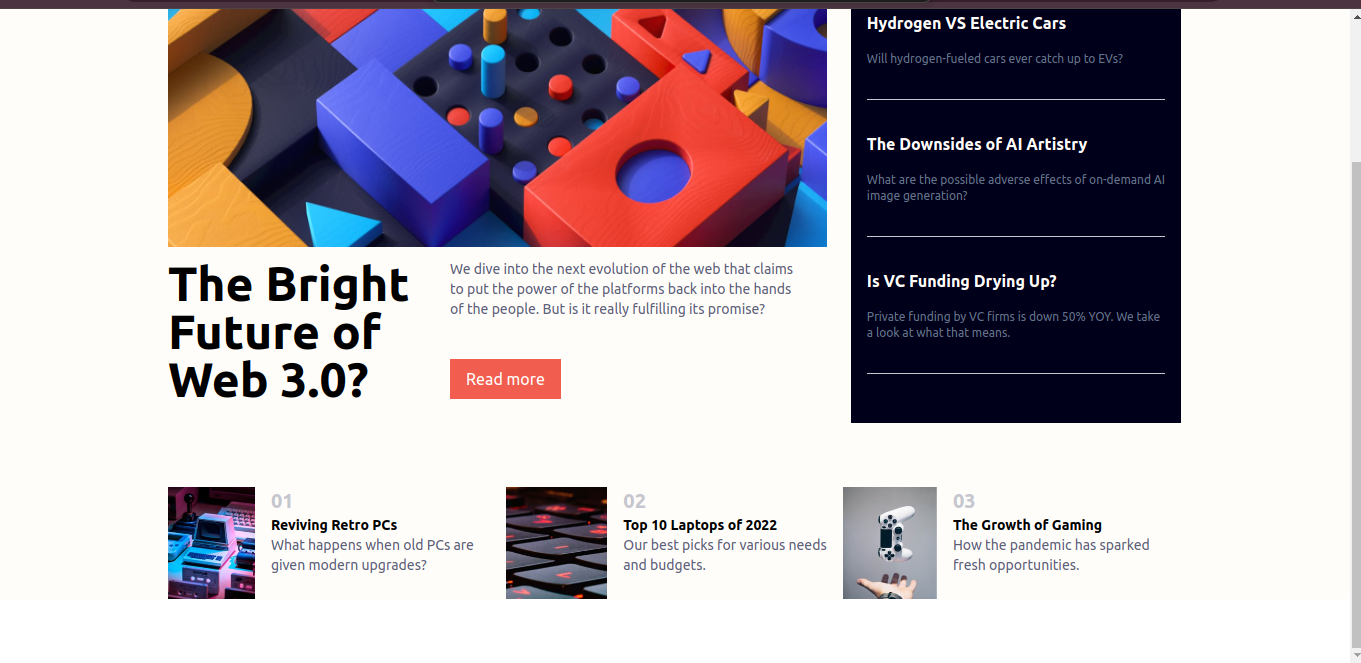 Hydrogen VS Electric Cars
Will hydrogen-fueled cars ever catch up to EVs?
The Downsides of AI Artistry
What are the possible adverse effects of on-demand AI
image generation?
Is VC Funding Drying Up?
Private funding by VC firms is down 50% YOY. We take
a look at what that means.
The Bright
Future of
Web 3.0?
We dive into the next evolution of the web that claims
to put the power of the platforms back into the hands
of the people. But is it really fulfilling its promise?
Read more
01
Reviving Retro PCs
What happens when old PCs are
given modern upgrades?
02
Top 10 Laptops of 2022
Our best picks for various needs
and budgets.
03
The Growth of Gaming
How the pandemic has sparked
fresh opportunities.